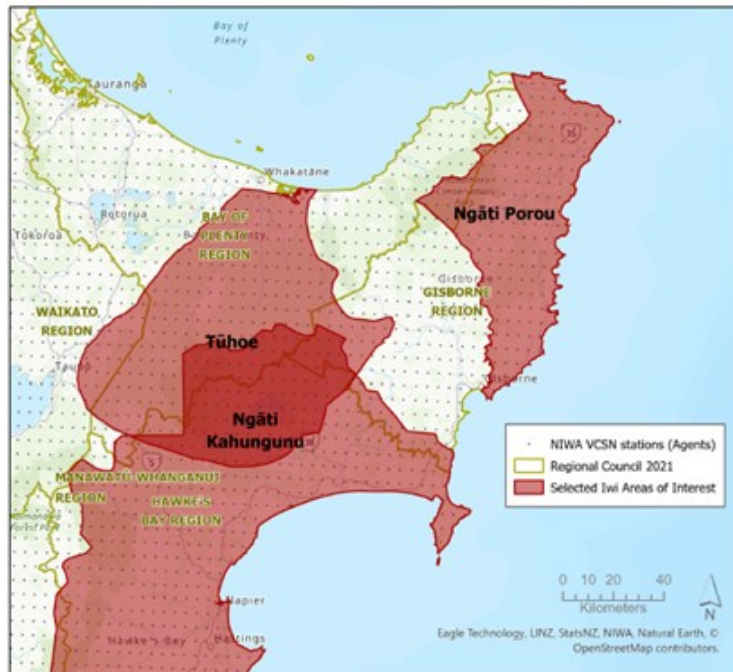 Bay of
Plenty
Tauranga
Whakatāne
Rotorua
Tokoroa
BAY OF
PLENTY
REGION
Ngāti Porou
Gisborne
GISBORNE
REGION
WAIKATO
REGION
Tūhoe
Taupo
Gisborne
Ngāti
Kahungunu
MANAWATŪ-WHANGANUI
REGION
HAWKE'S
BAY REGION
Forest Park
Napier
Hawke's Bay
Hastings
NIWA VCSN stations (Agents)
Regional Council 2021
Selected Iwi Areas of Interest
0 10 20 40
Kilometers
N
Eagle Technology, LINZ, StatsNZ, NIWA, Natural Earth, ©
OpenStreetMap contributors.